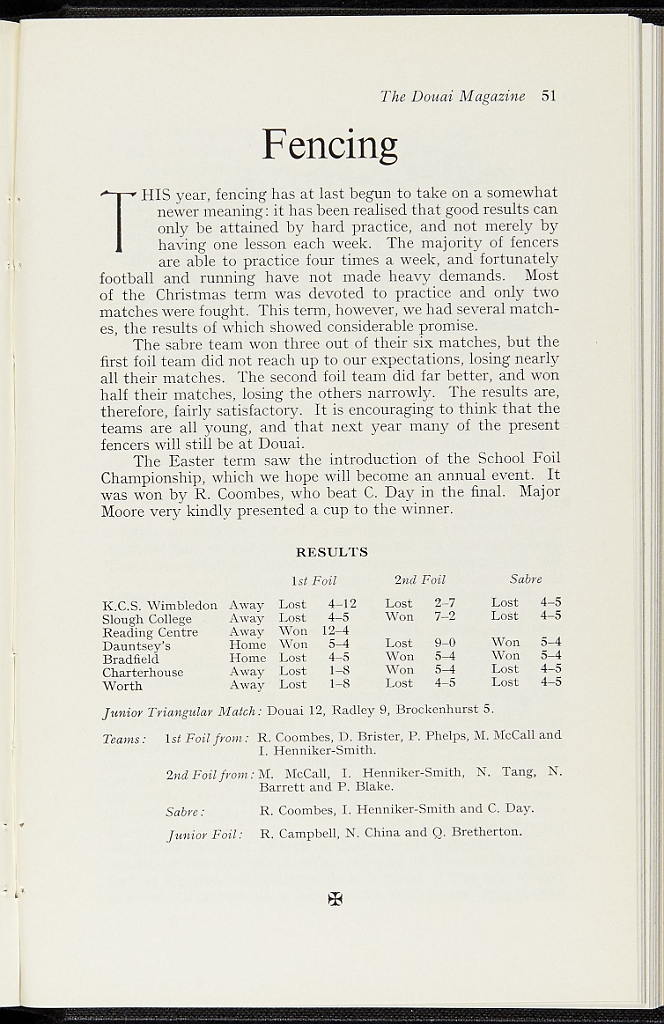 The Douai Magazine 51
Fencing
THIS year, fencing has at last begun to take on a somewhat
newer meaning: it has been realised that good results can
only be attained by hard practice, and not merely by
having one lesson each week. The majority of fencers
are able to practice four times a week, and fortunately
football and running have not made heavy demands. Most
of the Christmas term was devoted to practice and only two
matches were fought. This term, however, we had several match-
es, the results of which showed considerable promise.
The sabre team won three out of their six matches, but the
first foil team did not reach up to our expectations, losing nearly
all their matches. The second foil team did far better, and won
half their matches, losing the others narrowly. The results are,
therefore, fairly satisfactory. It is encouraging to think that the
teams are all young, and that next year many of the present
fencers will still be at Douai.
The Easter term saw the introduction of the School Foil
Championship, which we hope will become an annual event. It
was won by R. Coombes, who beat C. Day in the final. Major
Moore very kindly presented a cup to the winner.
RESULTS
1st Foil 2nd Foil Sabre
K.C.S. Wimbledon Away Lost 4–12 Lost 2–7 Lost 4–5
Slough College Away Lost 4–5 Won 7–2 Lost 4–5
Reading Centre Away Won 12–4
Dauntsey's Home Won 5–4 Lost 9–0 Won 5–4
Bradfield Home Lost 4–5 Won 5–4 Won 5–4
Charterhouse Away Lost 1–8 Won 5–4 Lost 4–5
Worth Away Lost 1–8 Lost 4–5 Lost 4–5
Junior Triangular Match: Douai 12, Radley 9, Brockenhurst 5.
Teams: 1st Foil from: R. Coombes, D. Brister, P. Phelps, M. McCall and
I. Henniker-Smith.
2nd Foil from: M. McCall, I. Henniker-Smith, N. Tang, N.
Barrett and P. Blake.
Sabre: R. Coombes, I. Henniker-Smith and C. Day.
Junior Foil: R. Campbell, N. China and Q. Bretherton.